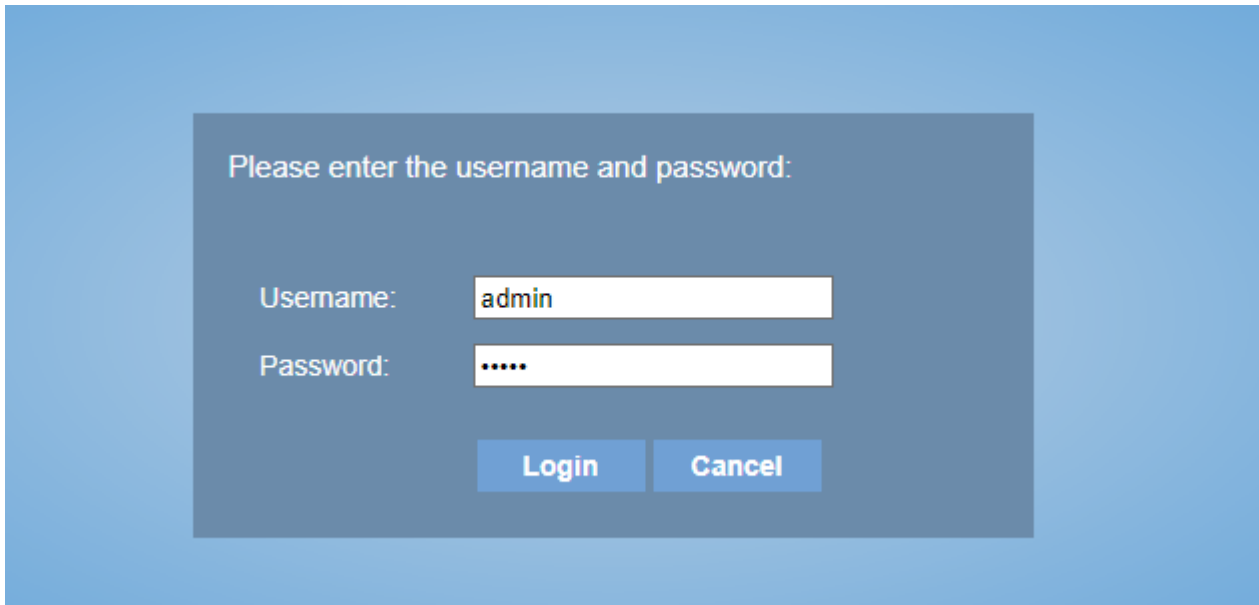 Please enter the username and password:
Username: admin
Password: •••••
Login Cancel